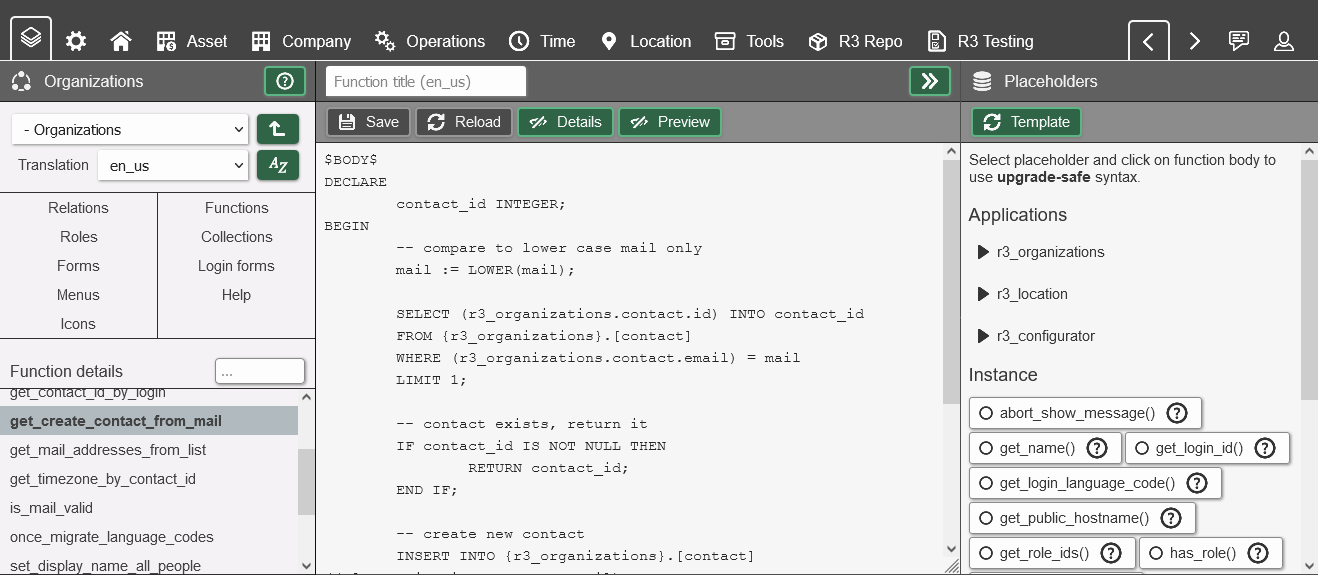 Asset
Company
Operations
Time
Location
Tools
R3 Repo
R3 Testing
Organizations
Function title (en_us)
Placeholders
- Organizations
Translation
en_us
AZ
Relations
Functions
Roles
Collections
Forms
Login forms
Menus
Help
Icons
Function details
...
get_contact_id_by_login
get_create_contact_from_mail
get_mail_addresses_from_list
get_timezone_by_contact_id
is_mail_valid
once_migrate_language_codes
set_display_name_all_people
Save
Reload
Details
Preview
$BODY$
DECLARE
contact_id INTEGER;
BEGIN
-- compare to lower case mail only
mail := LOWER(mail);
SELECT (r3_organizations.contact.id) INTO contact_id
FROM {r3_organizations}.[contact]
WHERE (r3_organizations.contact.email) = mail
LIMIT 1;
-- contact exists, return it
IF contact_id IS NOT NULL THEN
RETURN contact_id;
END IF;
-- create new contact
INSERT INTO {r3_organizations}.[contact]
Template
Select placeholder and click on function body to
use upgrade-safe syntax.
Applications
r3_organizations
r3_location
r3_configurator
Instance
abort_show_message()
get_name()
get_login_id()
get_login_language_code()
get_public_hostname()
get_role_ids()
has_role()